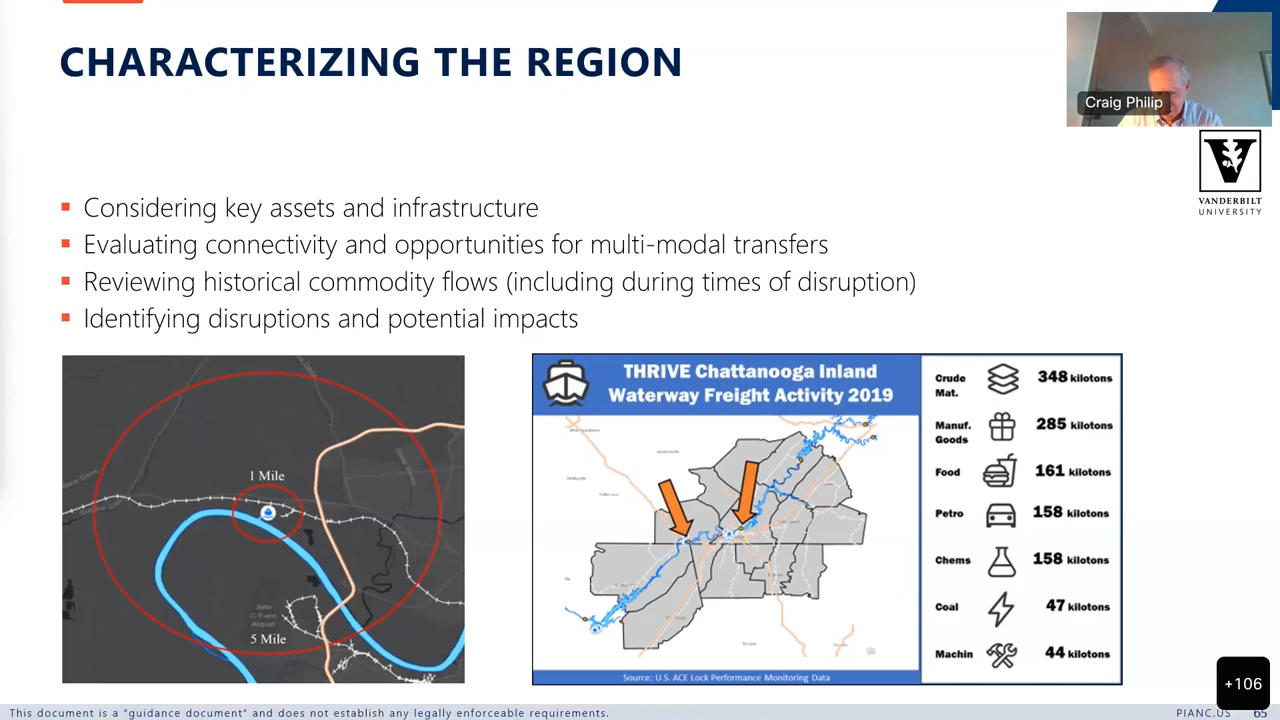 CHARACTERIZING THE REGION
Craig Philip
VANDERBILT
UNIVERSITY
Considering key assets and infrastructure
Evaluating connectivity and opportunities for multi-modal transfers
Reviewing historical commodity flows (including during times of disruption)
Identifying disruptions and potential impacts
1 Mile
John
C Tune
Airport
5 Mile
THRIVE Chattanooga Inland
Waterway Freight Activity 2019
Source: U.S. ACE Lock Performance Monitoring Data
Crude
Mat.
348 kilotons
Manuf.
Goods
285 kilotons
Food
161 kilotons
Petro
158 kilotons
Chems
158 kilotons
Coal
47 kilotons
Machin
44 kilotons
+106
This document is a "guidance document" and does not establish any legally enforceable requirements.
PIANC.US
65